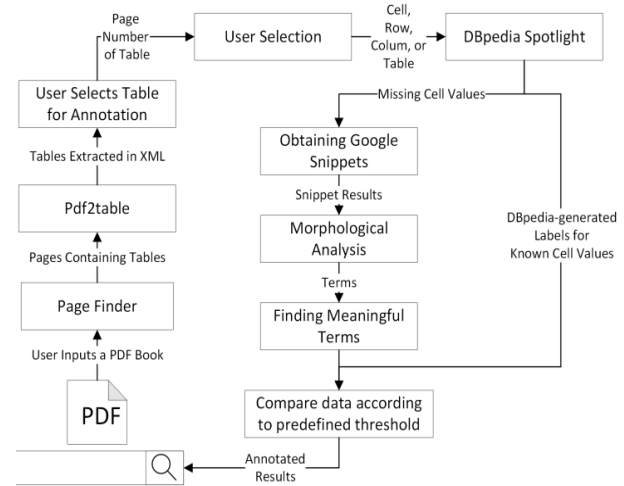 Page
Number
of Table
User Selection
Cell,
Row,
Colum, or
Table
DBpedia Spotlight
User Selects Table
for Annotation
Missing Cell Values
Obtaining Google
Snippets
Tables Extracted in XML
Snippet Results
Pdf2table
Morphological
Analysis
DBpedia-generated
Labels for
Known Cell Values
Pages Containing Tables
Terms
Page Finder
Finding Meaningful
Terms
User Inputs a PDF Book
PDF
Compare data according
to predefined threshold
Annotated
Results